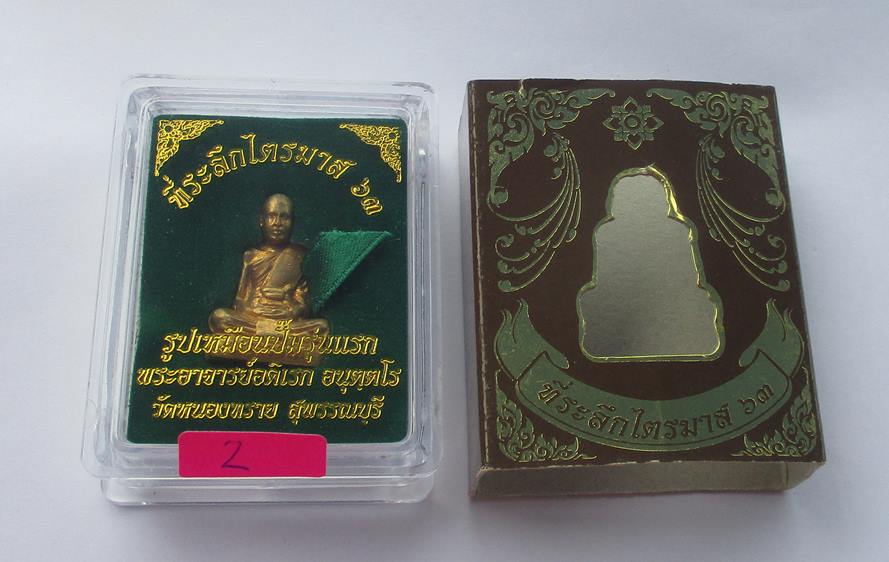 ที่ระลึกไตรมาส ๖๓
รูปเหมือนปั๊มรุ่นแรก
พระอาจารย์อดิเรก อนุตฺตโร
วัดหนองทราย สุพรรณบุรี
2
ที่ระลึกไตรมาส ๖๓